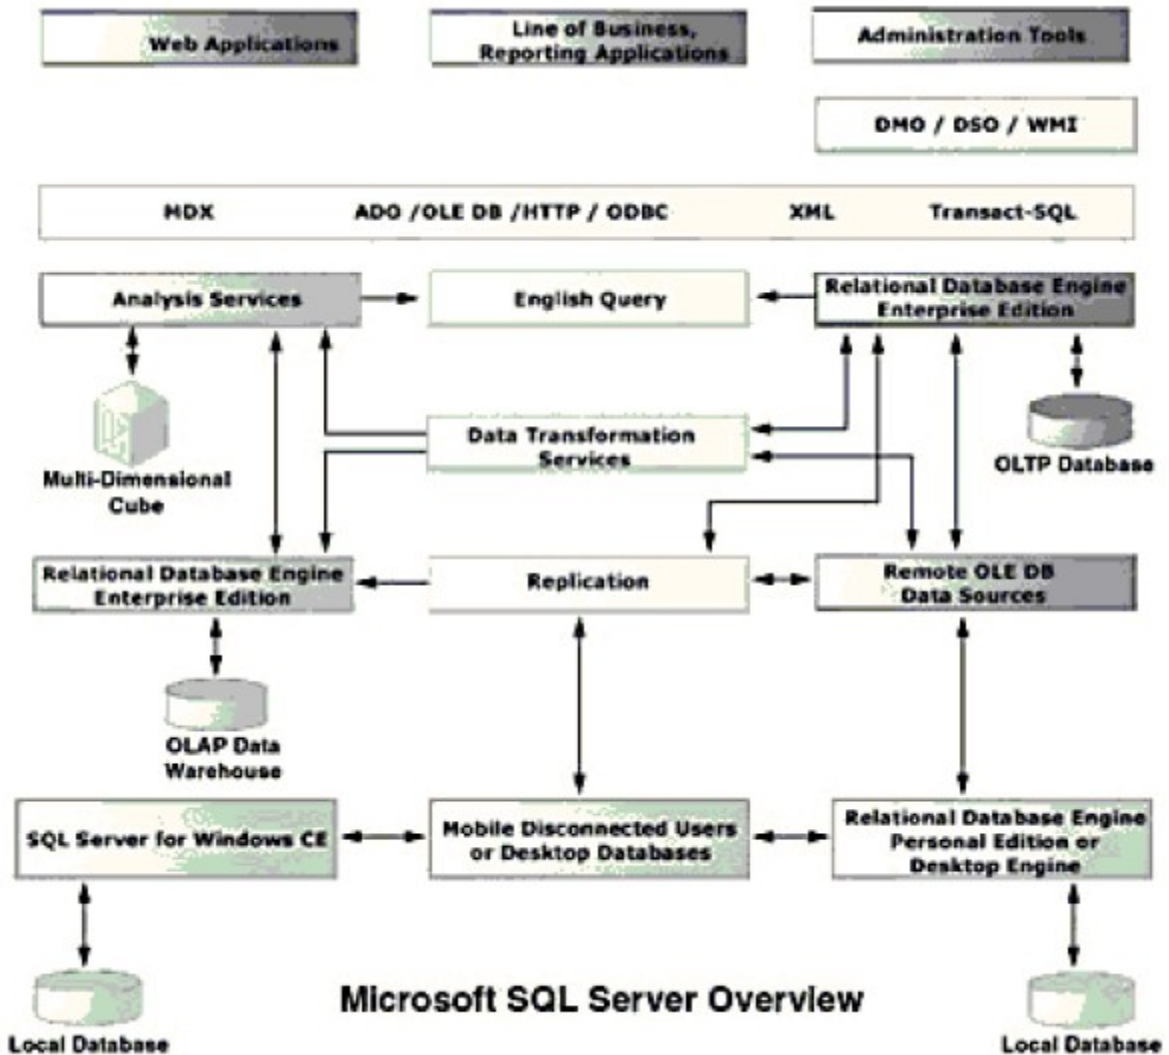 Web Applications
Line of Business,
Reporting Applications
Administration Tools
DMO / DSO / WMI
MDX ADO /OLE DB /HTTP / ODBC XML Transact-SQL
Analysis Services
English Query
Relational Database Engine
Enterprise Edition
Multi-Dimensional
Cube
Data Transformation
Services
OLTP Database
Relational Database Engine
Enterprise Edition
Replication
Remote OLE DB
Data Sources
OLAP Data
Warehouse
SQL Server for Windows CE
Mobile Disconnected Users
or Desktop Databases
Relational Database Engine
Personal Edition or
Desktop Engine
Local Database
Microsoft SQL Server Overview
Local Database